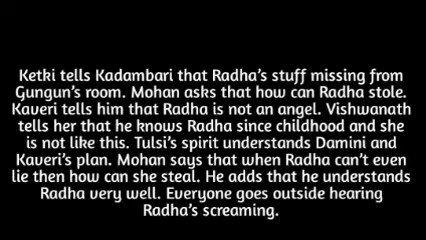 Ketki tells Kadambari that Radha's stuff missing from
Gungun's room. Mohan asks that how can Radha stole.
Kaveri tells him that Radha is not an angel. Vishwanath
tells her that he knows Radha since childhood and she
is not like this. Tulsi's spirit understands Damini and
Kaveri's plan. Mohan says that when Radha can't even
lie then how can she steal. He adds that he understands
Radha very well. Everyone goes outside hearing
Radha's screaming.